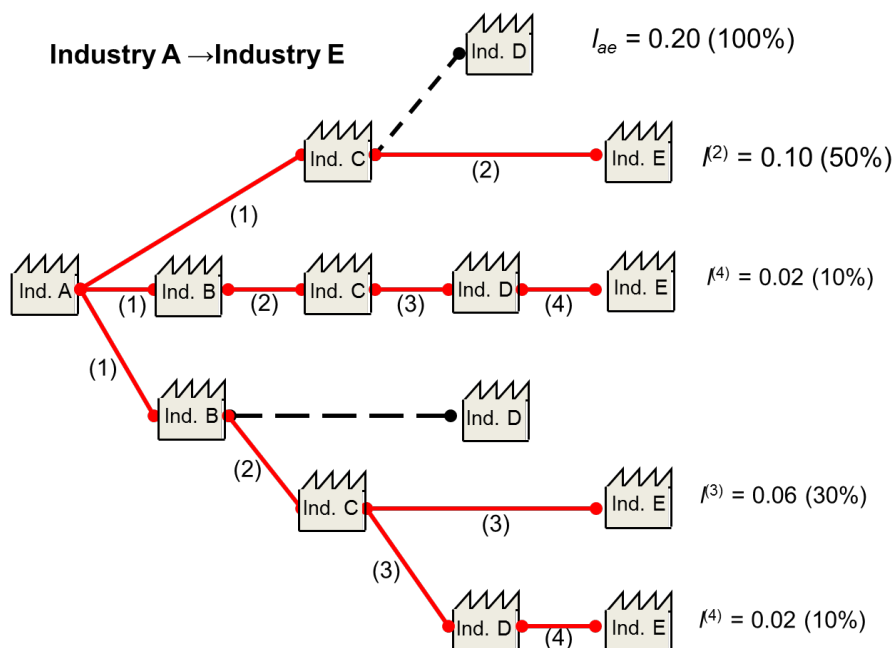 Industry A →Industry E
Ind. D
l_ae = 0.20 (100%)
Ind. C
(2)
Ind. E
l⁽²⁾ = 0.10 (50%)
(1)
Ind. A
(1)
Ind. B
(2)
Ind. C
(3)
Ind. D
(4)
Ind. E
l⁽⁴⁾ = 0.02 (10%)
(1)
Ind. B
Ind. D
(2)
Ind. C
(3)
Ind. E
l⁽³⁾ = 0.06 (30%)
(3)
Ind. D
(4)
Ind. E
l⁽⁴⁾ = 0.02 (10%)